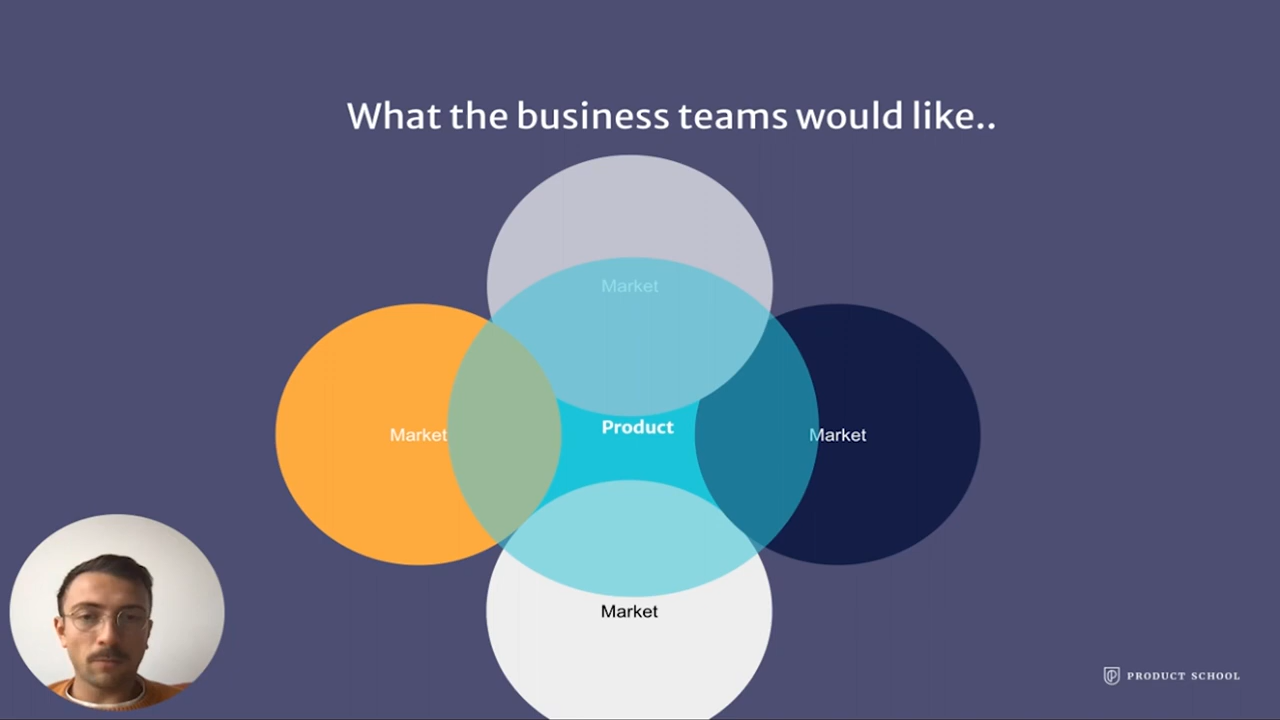 What the business teams would like..
Market
Product
Market
Market
Market
PRODUCT SCHOOL